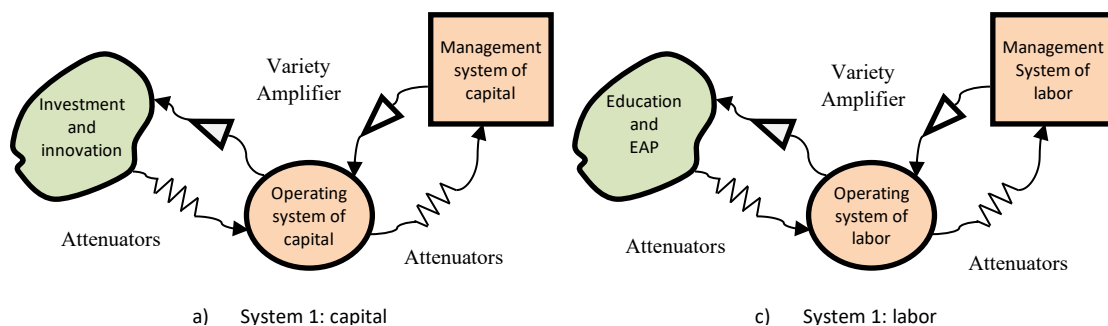 Management
system of
capital
Variety
Amplifier
Investment
and
innovation
Operating
system of
capital
Attenuators
Attenuators
a) System 1: capital
Management
System of
labor
Variety
Amplifier
Education
and
EAP
Operating
system of
labor
Attenuators
Attenuators
c) System 1: labor